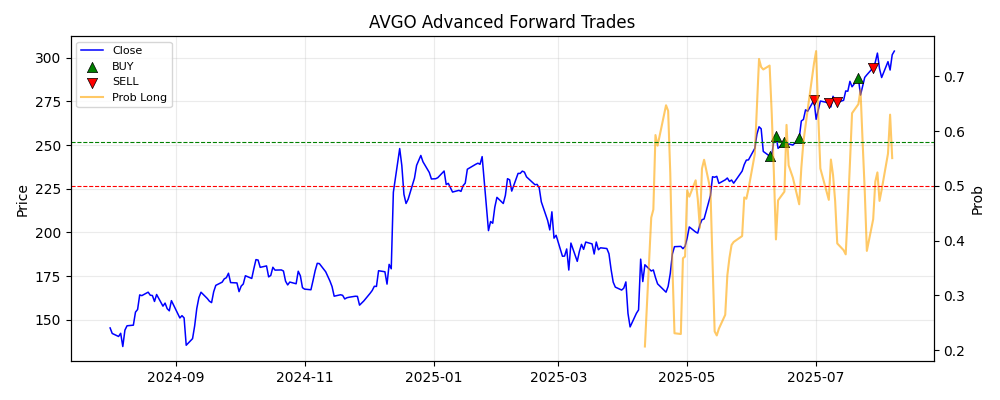 AVGO Advanced Forward Trades
Close
BUY
SELL
Prob Long
300
275
250
225
200
175
150
Price
0.7
0.6
0.5
0.4
0.3
0.2
Prob
2024-09
2024-11
2025-01
2025-03
2025-05
2025-07